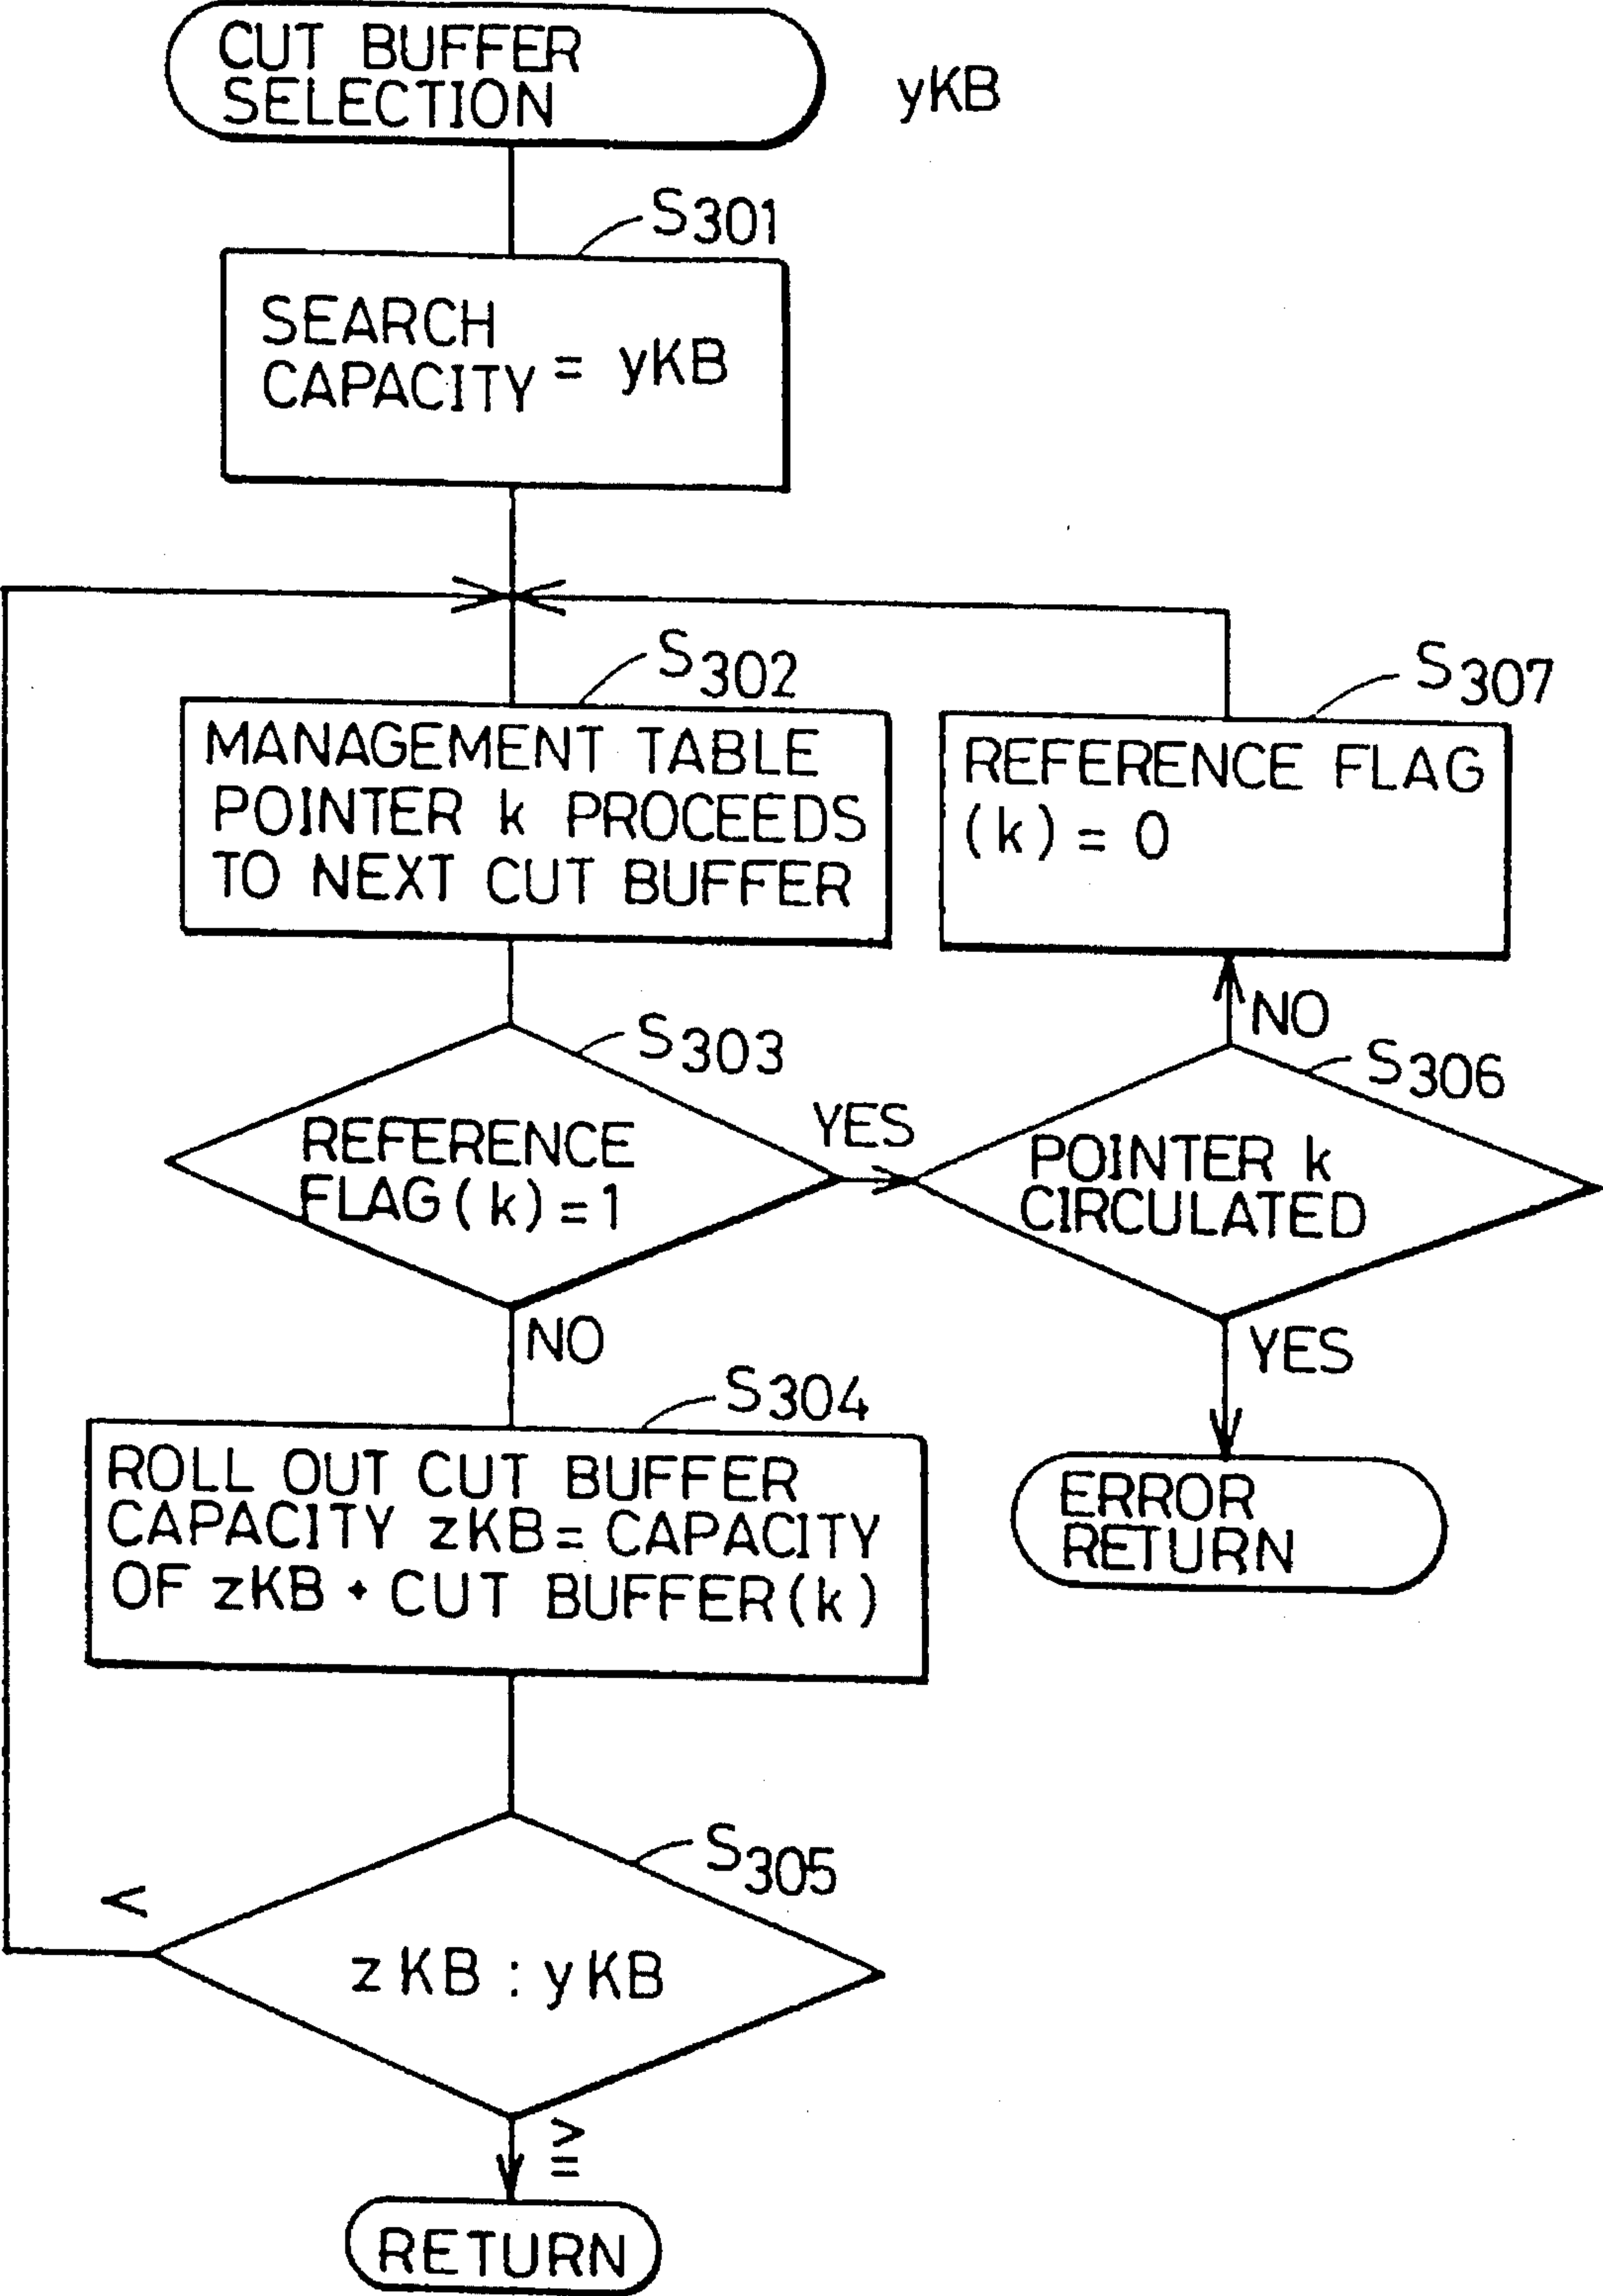 CUT BUFFER
SELECTION
yKB
S301
SEARCH
CAPACITY = yKB
S302
MANAGEMENT TABLE
POINTER k PROCEEDS
TO NEXT CUT BUFFER
S307
REFERENCE FLAG
(k) = 0
NO
S303
REFERENCE
FLAG(k)=1
YES
S306
POINTER k
CIRCULATED
NO
YES
S304
ROLL OUT CUT BUFFER
CAPACITY zKB = CAPACITY
OF zKB + CUT BUFFER(k)
ERROR
RETURN
S305
<
zKB : yKB
≧
RETURN